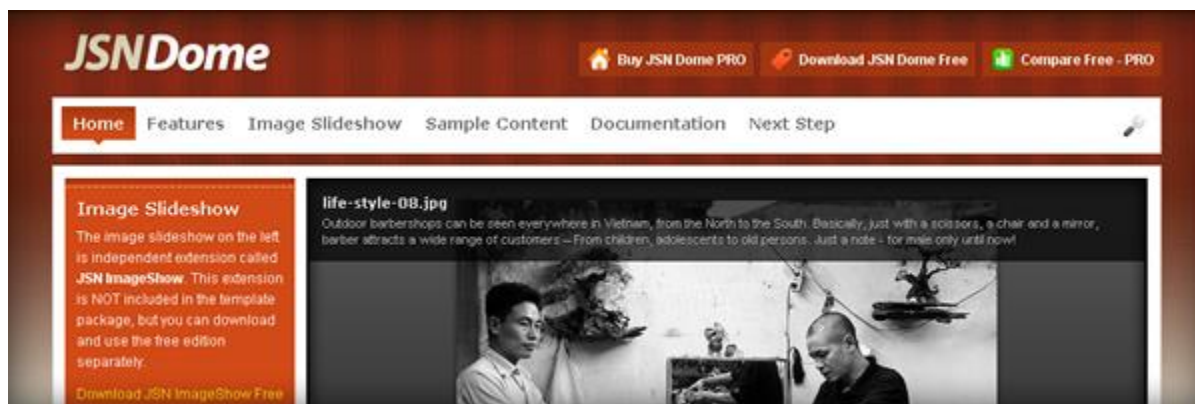 JSN Dome
Buy JSN Dome PRO
Download JSN Dome Free
Compare Free - PRO
Home
Features
Image Slideshow
Sample Content
Documentation
Next Step
Image Slideshow
The image slideshow on the left
is independent extension called
JSN ImageShow. This extension
is NOT included in the template
package, but you can download
and use the free edition
separately.
Download JSN ImageShow Free
life-style-08.jpg
Outdoor barbershops can be seen everywhere in Vietnam, from the North to the South. Basically, just with a scissors, a chair and a mirror,
barber attracts a wide range of customers – From children, adolescents to old persons. Just a note - for male only until now!